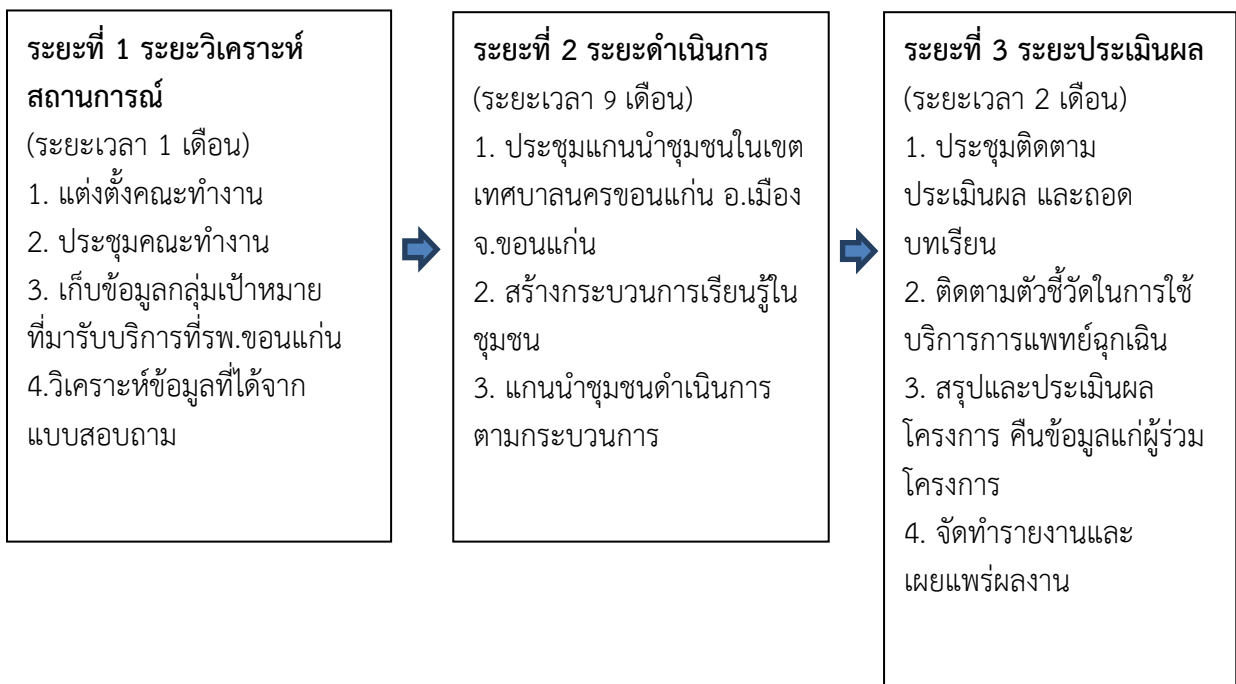 ระยะที่ 1 ระยะวิเคราะห์
สถานการณ์
(ระยะเวลา 1 เดือน)
1. แต่งตั้งคณะทำงาน
2. ประชุมคณะทำงาน
3. เก็บข้อมูลกลุ่มเป้าหมาย
ที่มารับบริการที่รพ.ขอนแก่น
4.วิเคราะห์ข้อมูลที่ได้จาก
แบบสอบถาม
ระยะที่ 2 ระยะดำเนินการ
(ระยะเวลา 9 เดือน)
1. ประชุมแกนนำชุมชนในเขต
เทศบาลนครขอนแก่น อ.เมือง
จ.ขอนแก่น
2. สร้างกระบวนการเรียนรู้ใน
ชุมชน
3. แกนนำชุมชนดำเนินการ
ตามกระบวนการ
ระยะที่ 3 ระยะประเมินผล
(ระยะเวลา 2 เดือน)
1. ประชุมติดตาม
ประเมินผล และถอด
บทเรียน
2. ติดตามตัวชี้วัดในการใช้
บริการการแพทย์ฉุกเฉิน
3. สรุปและประเมินผล
โครงการ คืนข้อมูลแก่ผู้ร่วม
โครงการ
4. จัดทำรายงานและ
เผยแพร่ผลงาน